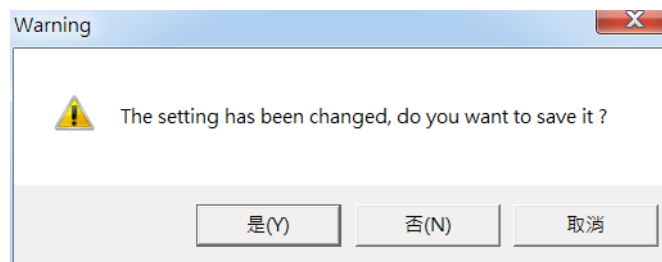 Warning
The setting has been changed, do you want to save it ?
是(Y) 否(N) 取消